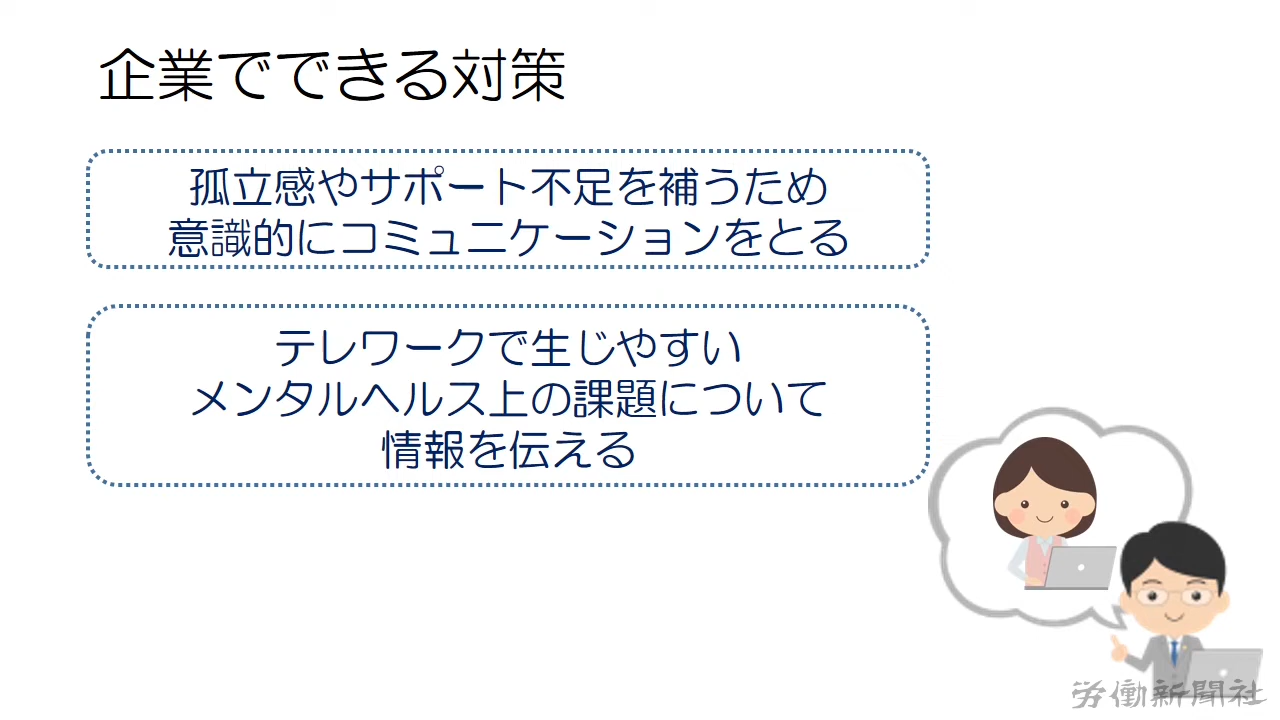 企業でできる対策
孤立感やサポート不足を補うため
意識的にコミュニケーションをとる
テレワークで生じやすい
メンタルヘルス上の課題について
情報を伝える
労働新聞社